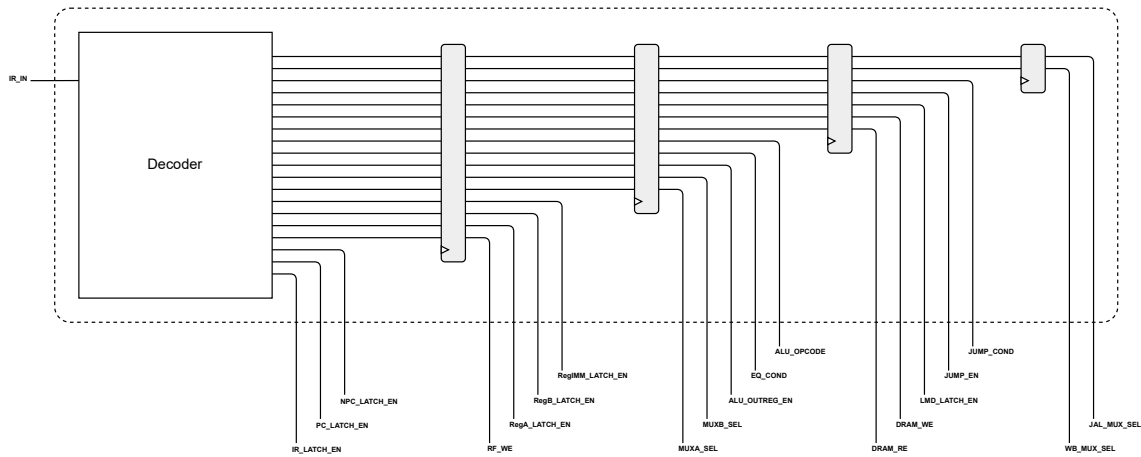 IR_IN
Decoder
ALU_OPCODE
JUMP_COND
RegIMM_LATCH_EN
EQ_COND
JUMP_EN
NPC_LATCH_EN
RegB_LATCH_EN
ALU_OUTREG_EN
LMD_LATCH_EN
PC_LATCH_EN
RegA_LATCH_EN
MUXB_SEL
DRAM_WE
JAL_MUX_SEL
IR_LATCH_EN
RF_WE
MUXA_SEL
DRAM_RE
WB_MUX_SEL